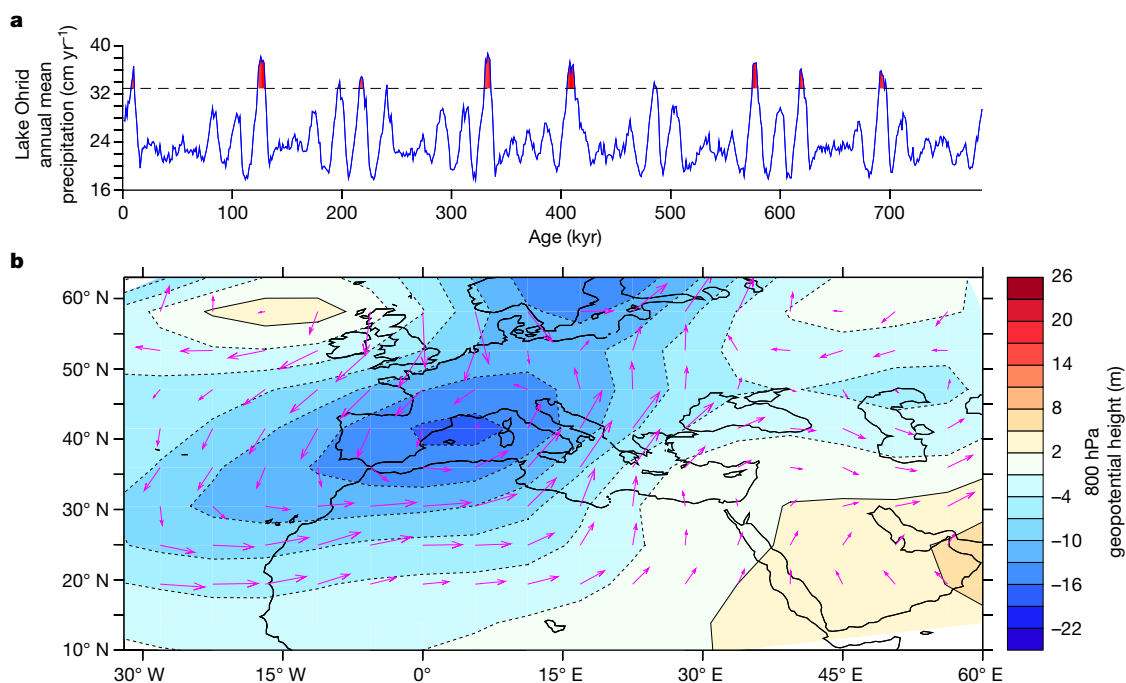 a
Lake Ohrid
annual mean
precipitation (cm yr⁻¹)
40
32
24
16
0 100 200 300 400 500 600 700
Age (kyr)
b
60° N
50° N
40° N
30° N
20° N
10° N
30° W 15° W 0° 15° E 30° E 45° E 60° E
26
20
14
8
2
−4
−10
−16
−22
800 hPa
geopotential height (m)